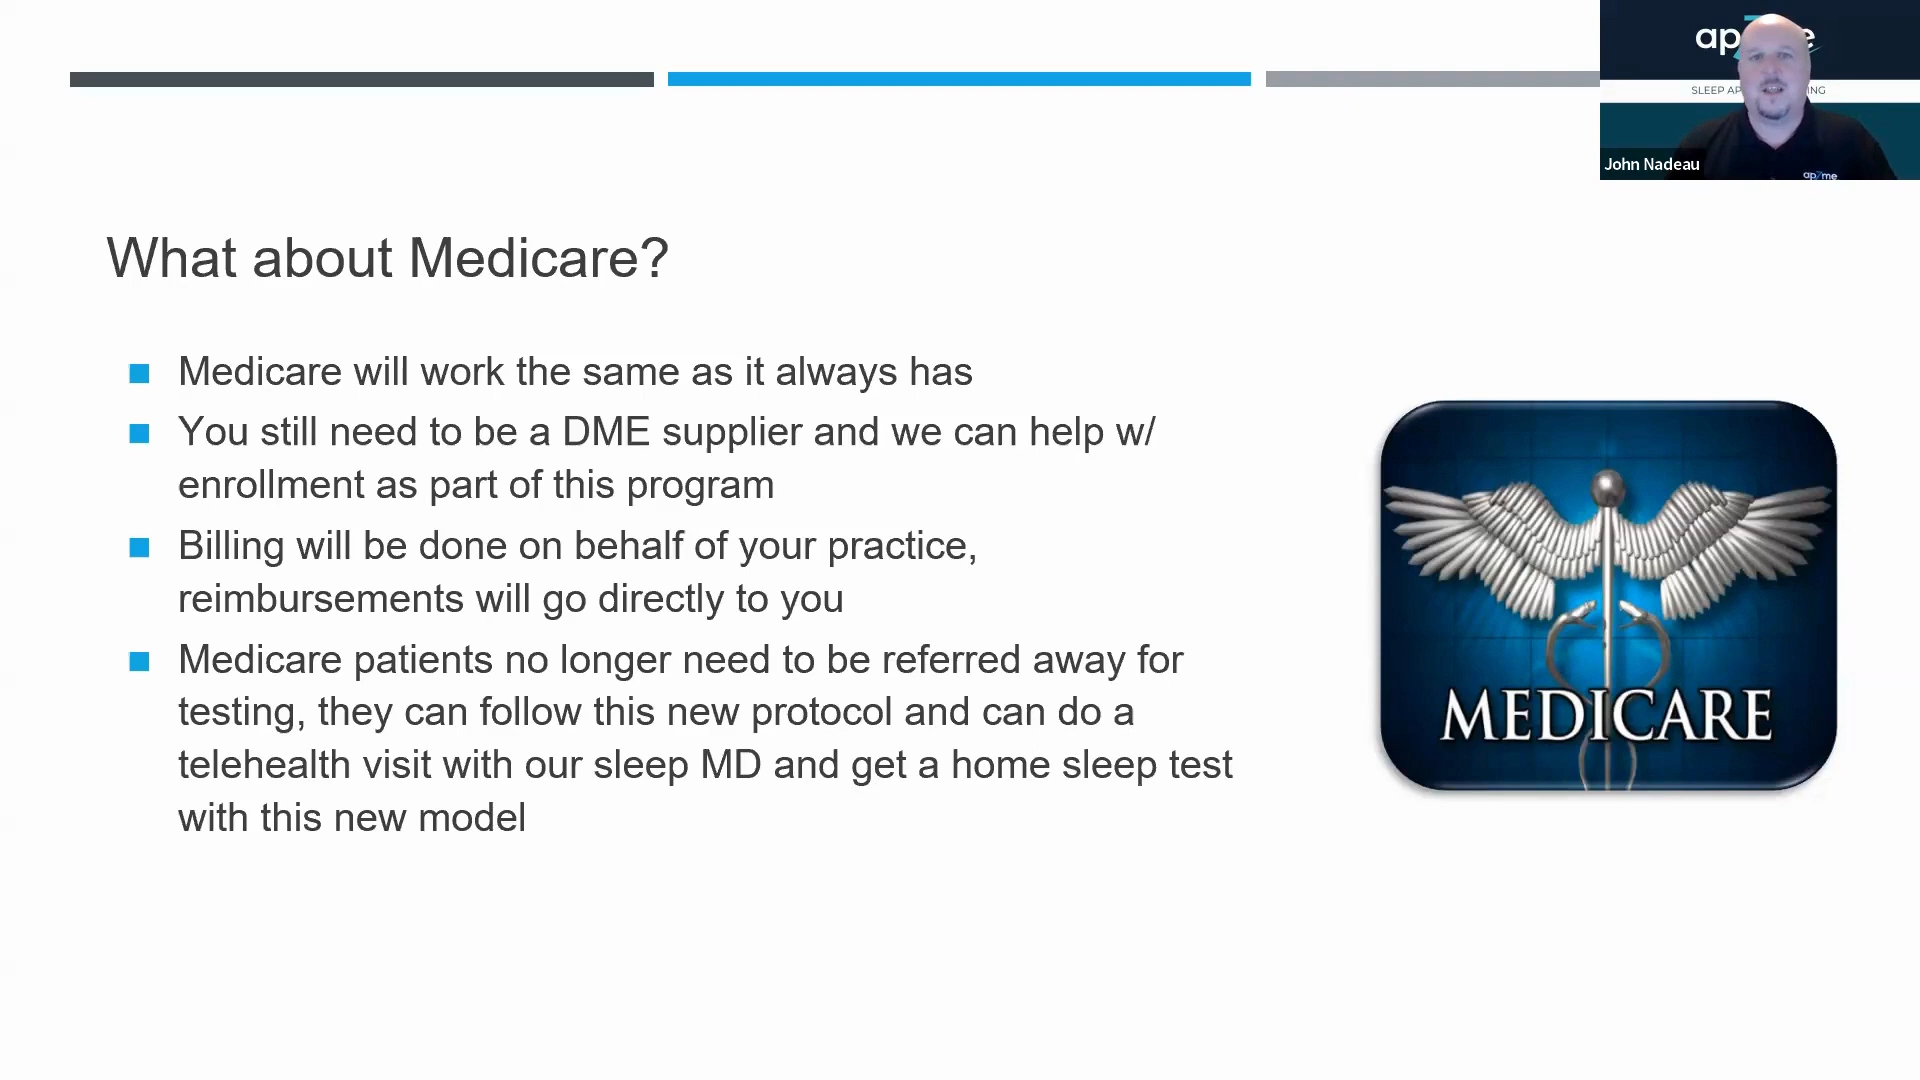 SLEEP AP
ING
John Nadeau
What about Medicare?
Medicare will work the same as it always has
You still need to be a DME supplier and we can help w/
enrollment as part of this program
Billing will be done on behalf of your practice,
reimbursements will go directly to you
Medicare patients no longer need to be referred away for
testing, they can follow this new protocol and can do a
telehealth visit with our sleep MD and get a home sleep test
with this new model
MEDICARE